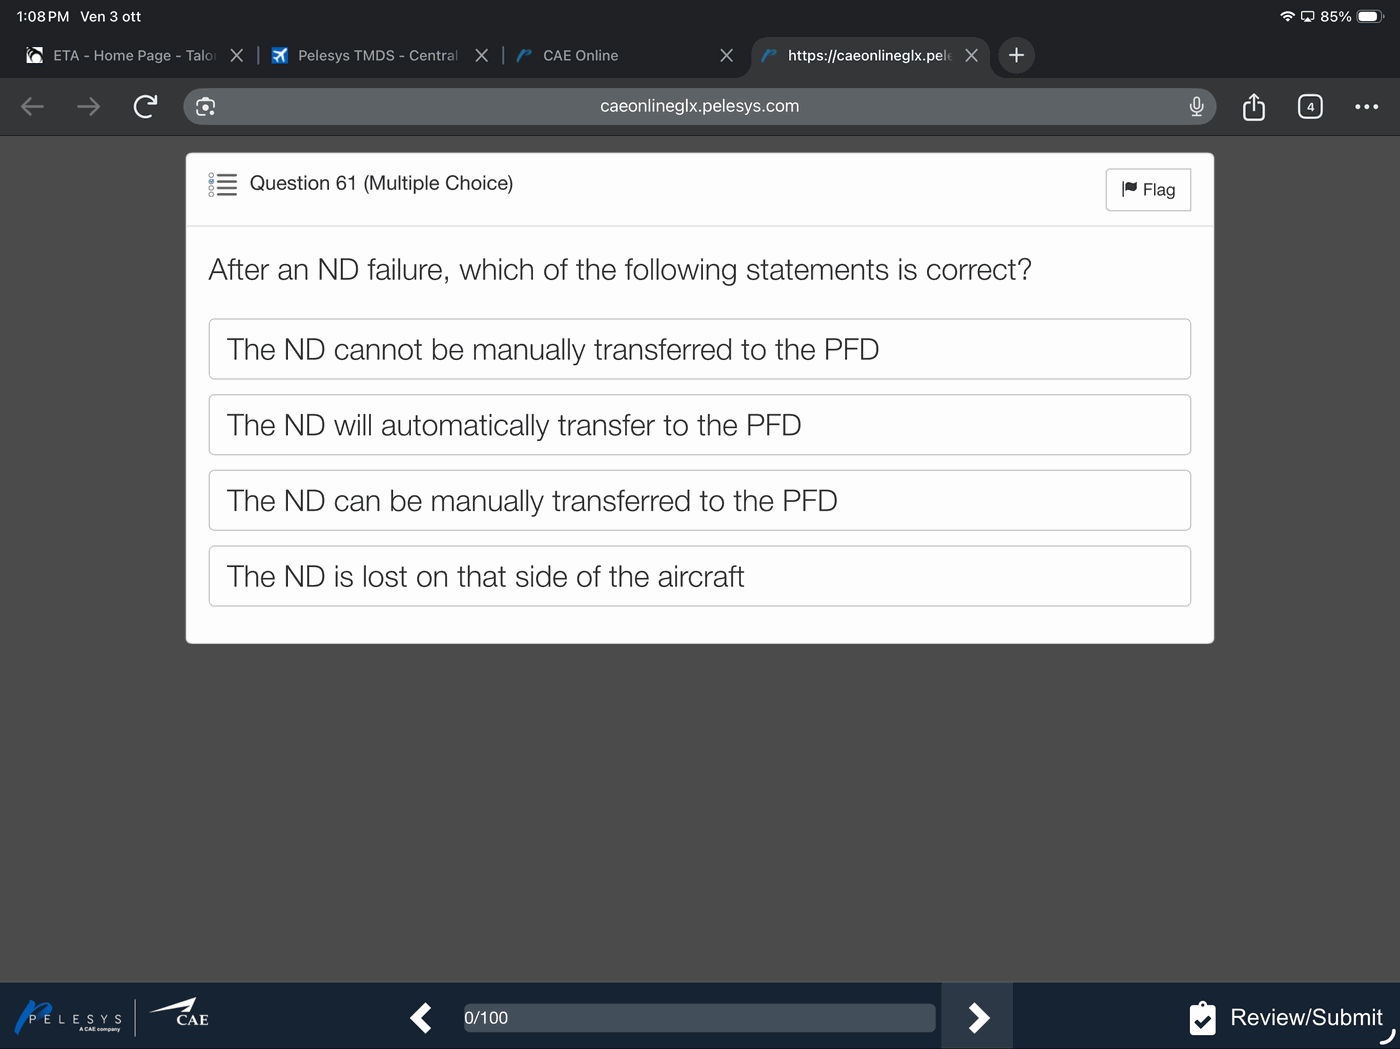 1:08 PM Ven 3 ott
85%
ETA - Home Page - Talo
Pelesys TMDS - Central
CAE Online
https://caeonlineglx.pele
caeonlineglx.pelesys.com
4
Question 61 (Multiple Choice)
Flag
After an ND failure, which of the following statements is correct?
The ND cannot be manually transferred to the PFD
The ND will automatically transfer to the PFD
The ND can be manually transferred to the PFD
The ND is lost on that side of the aircraft
PELESYS
A CAE company
CAE
0/100
Review/Submit